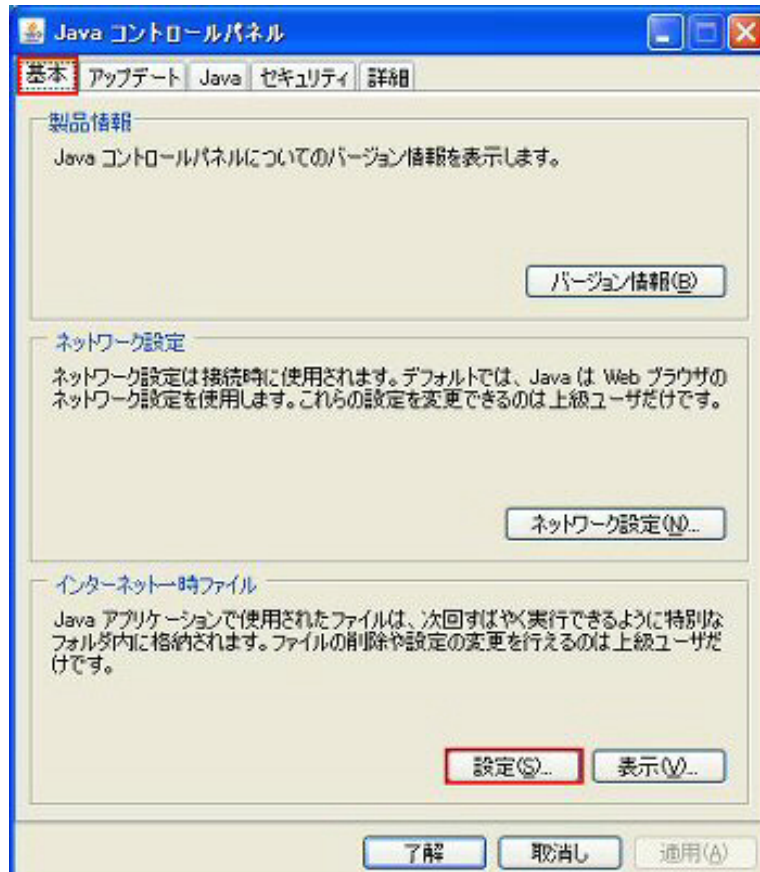 Java コントロールパネル
基本 アップデート Java セキュリティ 詳細
製品情報
Java コントロールパネルについてのバージョン情報を表示します。
バージョン情報(B)
ネットワーク設定
ネットワーク設定は接続時に使用されます。デフォルトでは、Java は Web ブラウザの
ネットワーク設定を使用します。これらの設定を変更できるのは上級ユーザだけです。
ネットワーク設定(N)...
インターネット一時ファイル
Java アプリケーションで使用されたファイルは、次回すばやく実行できるように特別な
フォルダ内に格納されます。ファイルの削除や設定の変更を行えるのは上級ユーザだ
けです。
設定(S)... 表示(V)...
了解 取消し 適用(A)